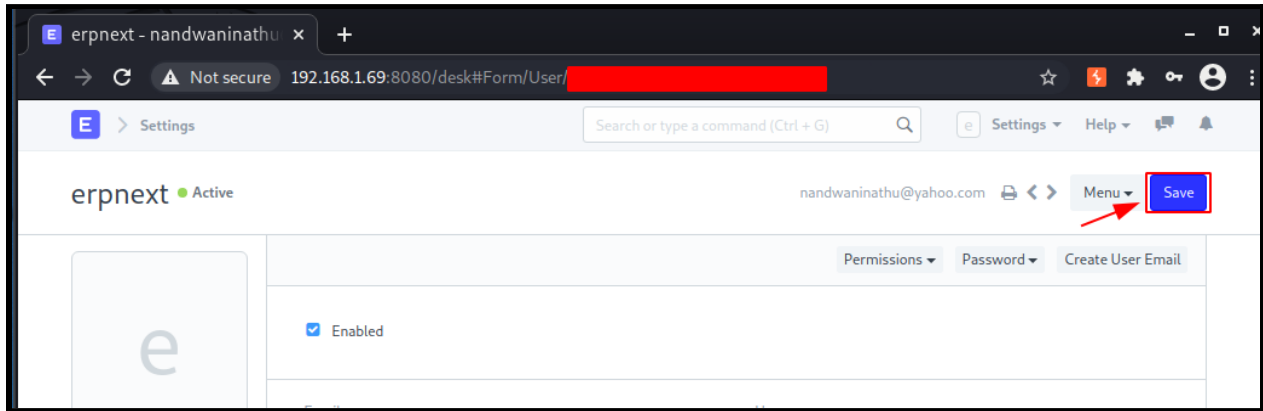 E erpnext - nandwaninathu
Not secure 192.168.1.69:8080/desk#Form/User/
E Settings Search or type a command (Ctrl + G) e Settings Help
erpnext Active nandwaninathu@yahoo.com Menu Save
Permissions Password Create User Email
e Enabled